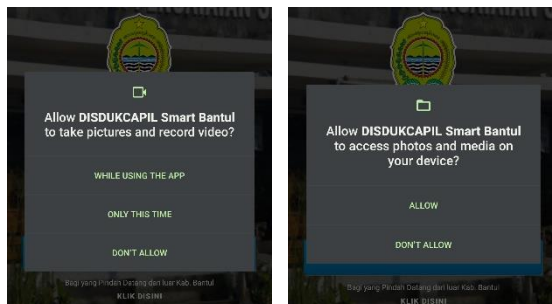 Allow DISDUKCAPIL Smart Bantul
to take pictures and record video?
WHILE USING THE APP
ONLY THIS TIME
DON'T ALLOW
Bagi yang Pindah Datang dari luar Kab. Bantul
KLIK DISINI
Allow DISDUKCAPIL Smart Bantul
to access photos and media on
your device?
ALLOW
DON'T ALLOW
Bagi yang Pindah Datang dari luar Kab. Bantul
KLIK DISINI